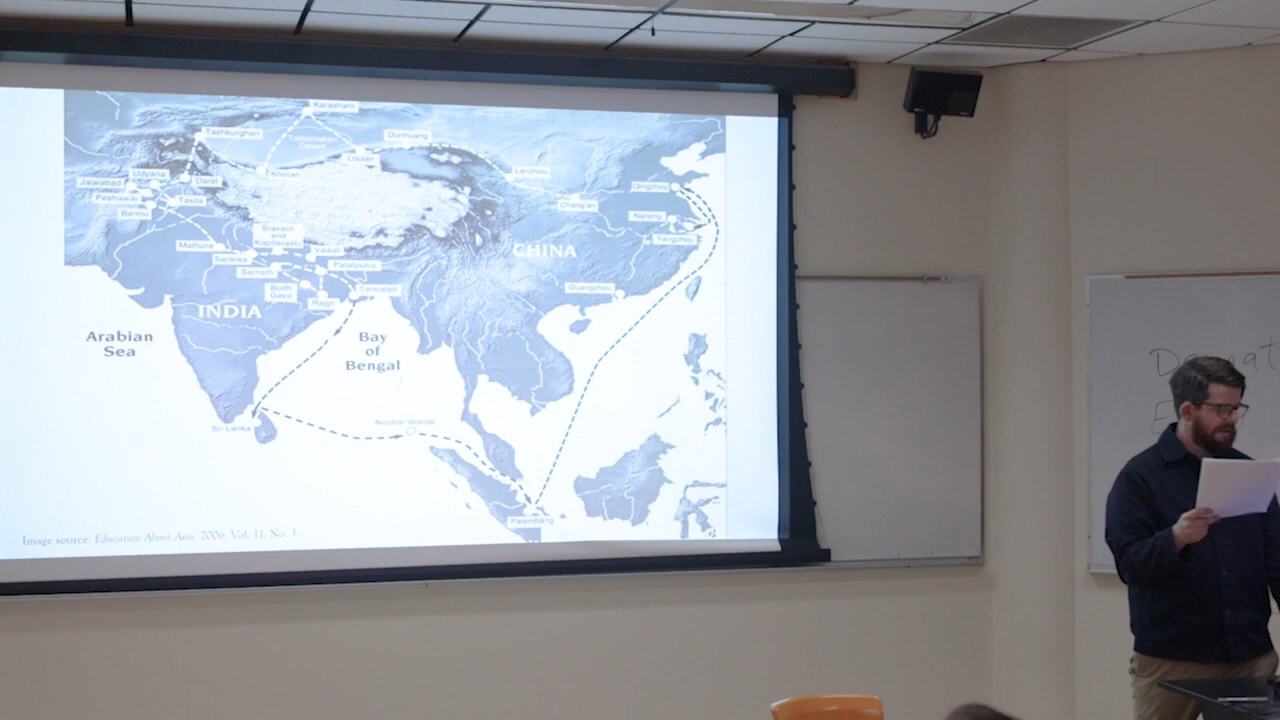 Karashahr
Tashkurghan
Dunhuang
Loulan
Khotan
Lanzhou
Udyana
Jalalabad
Darel
Qingzhou
Peshawar
Taxila
Chang'an
Bannu
Nanjing
Yangzhou
Sravasti
and
Kapilavastu
Mathura
Vaisali
CHINA
Sankisa
Pataliputra
Sarnath
Bodh
Gaya
Tamralipti
Guangzhou
Rajgir
INDIA
Arabian
Sea
Bay
of
Bengal
Sri Lanka
Nicobar Islands
Palembang
Image source: Education About Asia. 2006. Vol. 11, No. 3